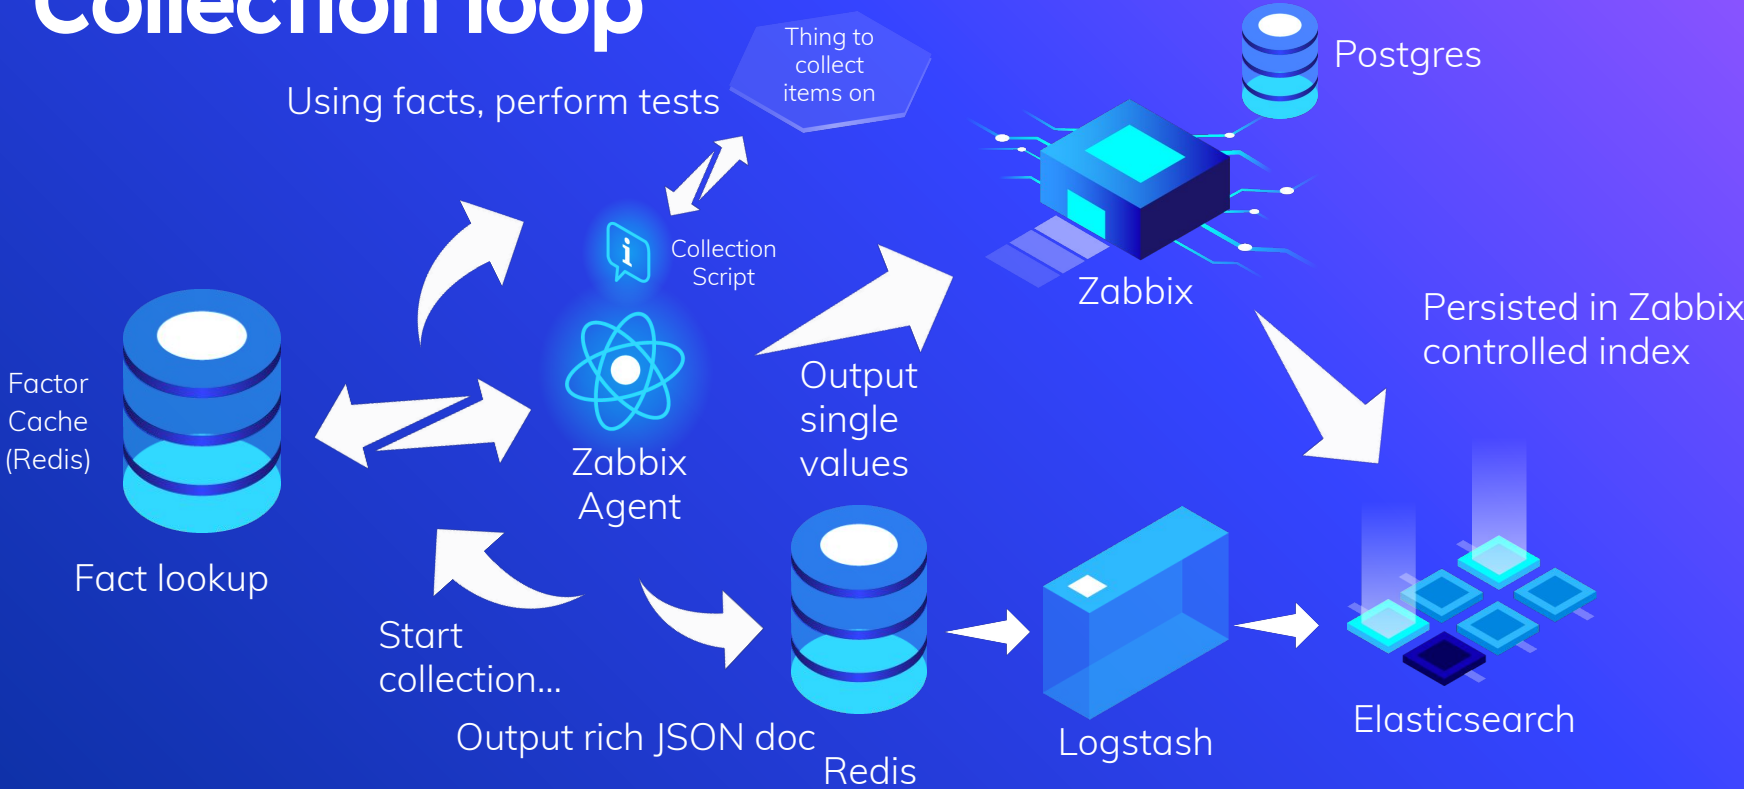 Collection loop
Thing to
collect
items on
Postgres
Using facts, perform tests
Collection
Script
Zabbix
Persisted in Zabbix
controlled index
Factor
Cache
(Redis)
Output
single
values
Zabbix
Agent
Fact lookup
Start
collection...
Output rich JSON doc
Redis
Logstash
Elasticsearch